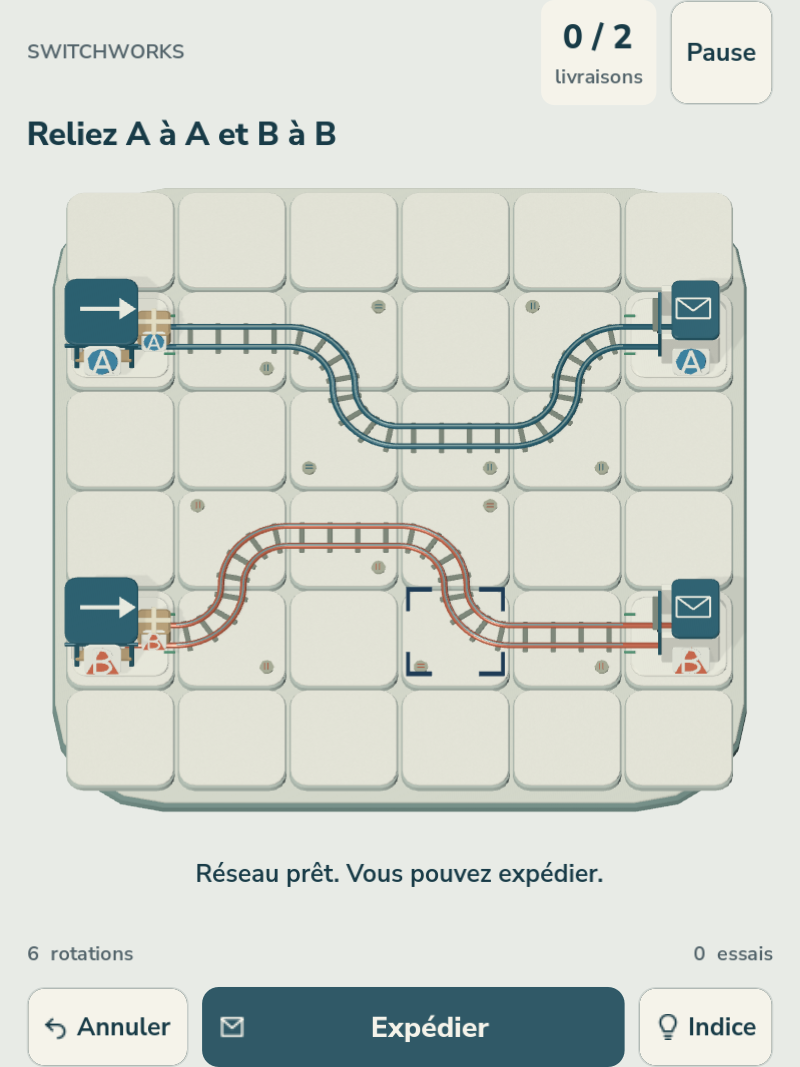 SWITCHWORKS
0 / 2
livraisons
Pause
Reliez A à A et B à B
A
A
A
B
B
B
Réseau prêt. Vous pouvez expédier.
6 rotations
0 essais
Annuler
Expédier
Indice